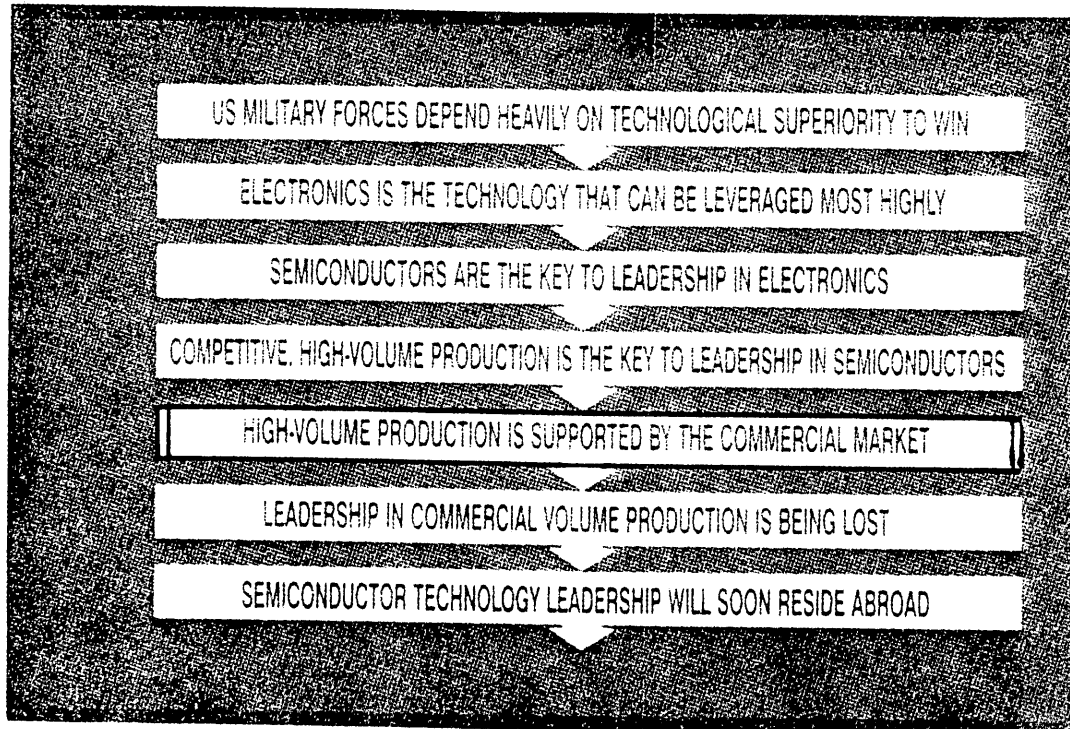 US MILITARY FORCES DEPEND HEAVILY ON TECHNOLOGICAL SUPERIORITY TO WIN
ELECTRONICS IS THE TECHNOLOGY THAT CAN BE LEVERAGED MOST HIGHLY
SEMICONDUCTORS ARE THE KEY TO LEADERSHIP IN ELECTRONICS
COMPETITIVE, HIGH-VOLUME PRODUCTION IS THE KEY TO LEADERSHIP IN SEMICONDUCTORS
HIGH-VOLUME PRODUCTION IS SUPPORTED BY THE COMMERCIAL MARKET
LEADERSHIP IN COMMERCIAL VOLUME PRODUCTION IS BEING LOST
SEMICONDUCTOR TECHNOLOGY LEADERSHIP WILL SOON RESIDE ABROAD